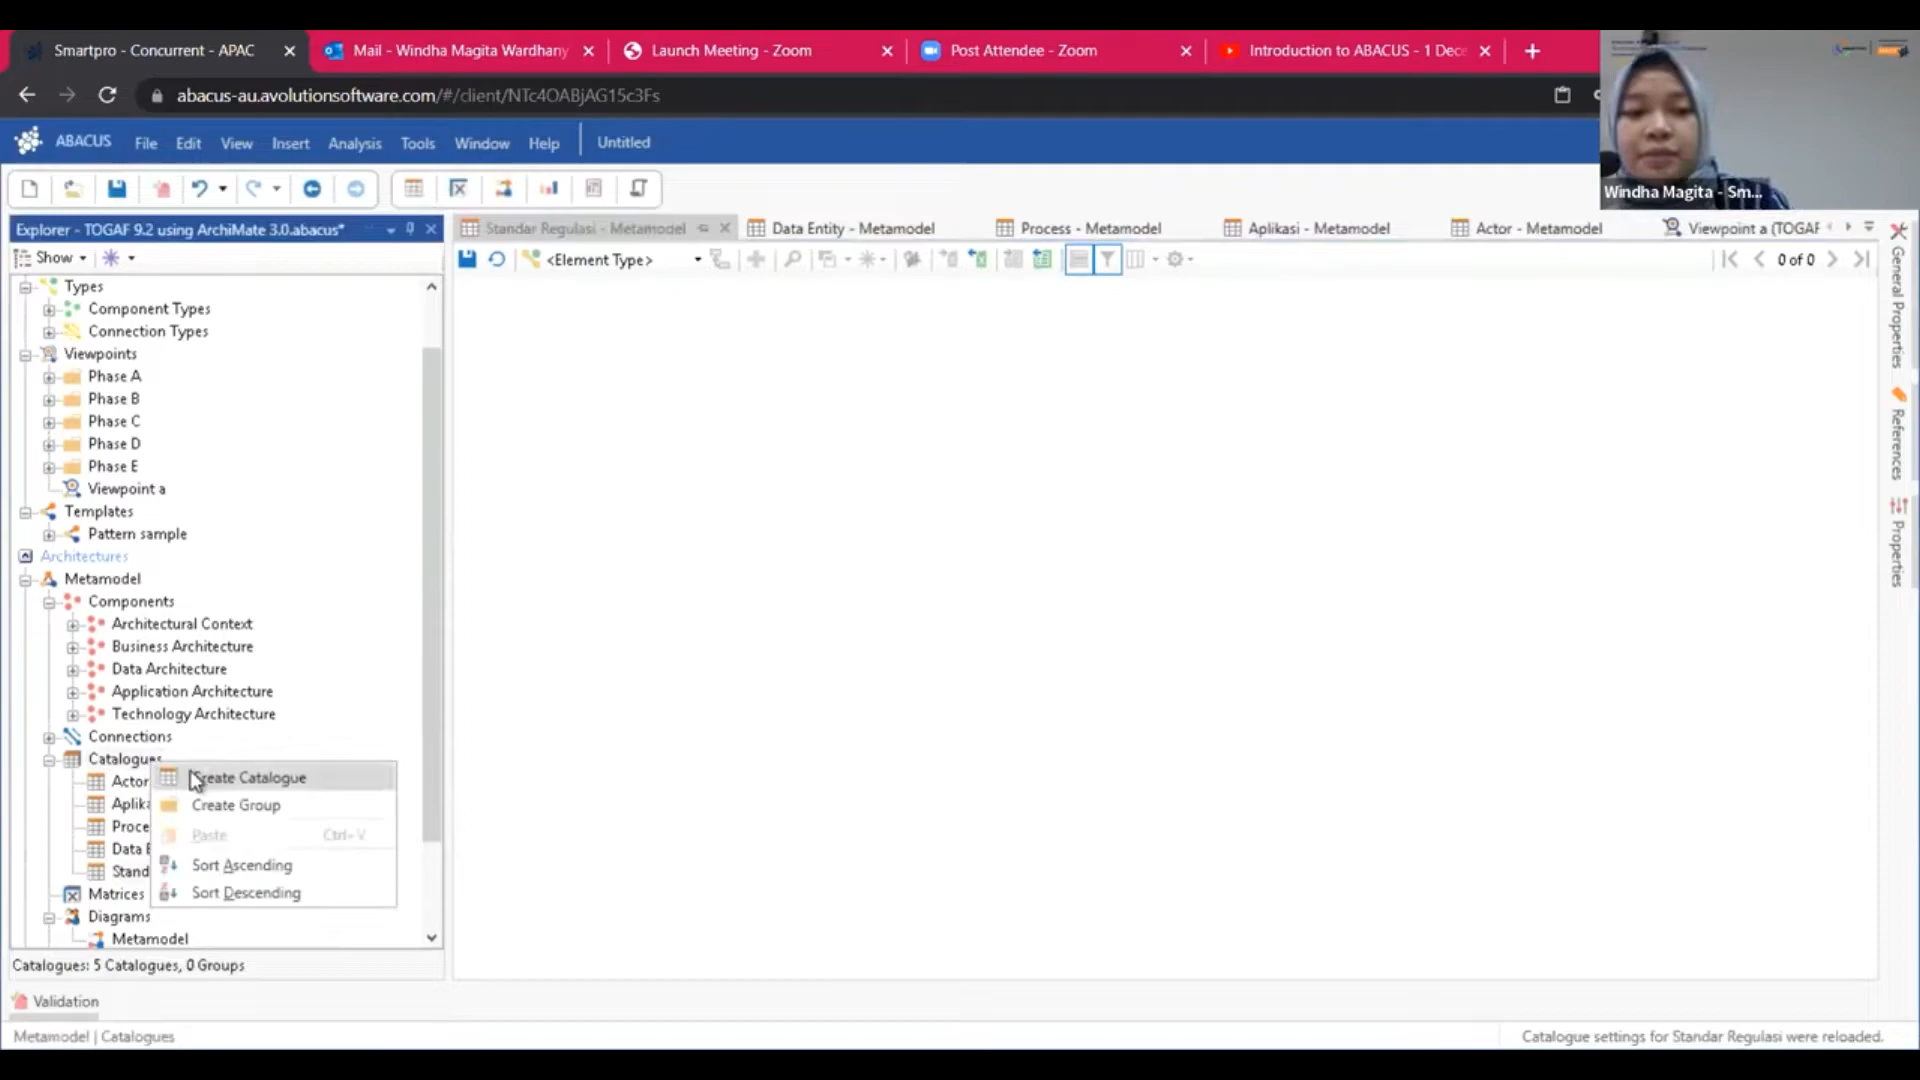 Smartpro - Concurrent - APAC
Mail - Windha Magita Wardhany
Launch Meeting - Zoom
Post Attendee - Zoom
Introduction to ABACUS - 1 Dece
abacus-au.avolutionsoftware.com/#/client/NTc4OABjAG15c3Fs
ABACUS File Edit View Insert Analysis Tools Window Help Untitled
Windha Magita - Sm...
Explorer - TOGAF 9.2 using ArchiMate 3.0.abacus*
Standar Regulasi - Metamodel
Data Entity - Metamodel
Process - Metamodel
Aplikasi - Metamodel
Actor - Metamodel
Viewpoint a (TOGAF
Show
<Element Type>
0 of 0
Types
Component Types
Connection Types
Viewpoints
Phase A
Phase B
Phase C
Phase D
Phase E
Viewpoint a
Templates
Pattern sample
Architectures
Metamodel
Components
Architectural Context
Business Architecture
Data Architecture
Application Architecture
Technology Architecture
Connections
Catalogues
Actor
Aplika
Proce
Data E
Stand
Create Catalogue
Create Group
Paste Ctrl+V
Sort Ascending
Sort Descending
Matrices
Diagrams
Metamodel
Catalogues: 5 Catalogues, 0 Groups
Validation
Metamodel | Catalogues
Catalogue settings for Standar Regulasi were reloaded.
General Properties
References
Properties